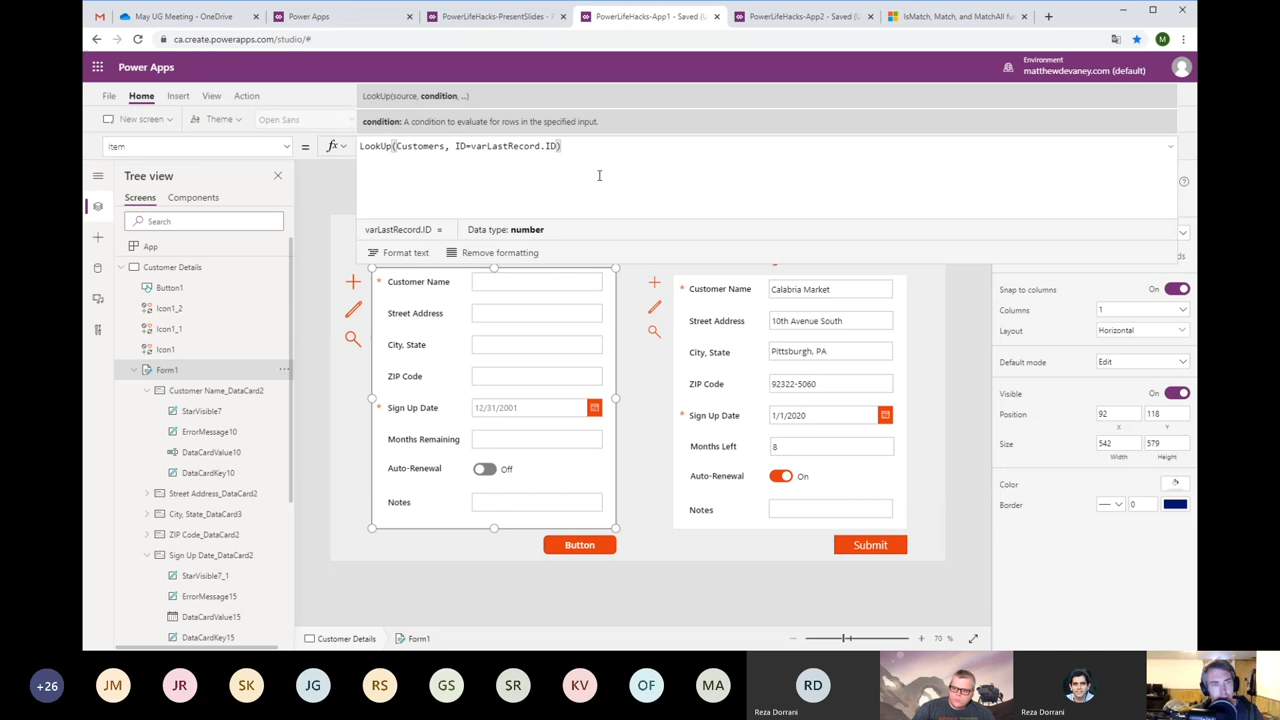 May UG Meeting - OneDrive
Power Apps
PowerLifeHacks-PresentSlides - F
PowerLifeHacks-App1 - Saved (U
PowerLifeHacks-App2 - Saved (U
IsMatch, Match, and MatchAll fu
ca.create.powerapps.com/studio/#
M
Power Apps
Environment
matthewdevaney.com (default)
File
Home
Insert
View
Action
LookUp(source, condition, ...)
New screen
Theme
Open Sans
condition: A condition to evaluate for rows in the specified input.
Item
fx
LookUp(Customers, ID=varLastRecord.ID)
varLastRecord.ID =
Data type: number
Format text
Remove formatting
Tree view
Screens
Components
Search
App
Customer Details
Button1
Icon1_2
Icon1_1
Icon1
Form1
Customer Name_DataCard2
StarVisible7
ErrorMessage10
DataCardValue10
DataCardKey10
Street Address_DataCard2
City, State_DataCard3
ZIP Code_DataCard2
Sign Up Date_DataCard2
StarVisible7_1
ErrorMessage15
DataCardValue15
DataCardKey15
* Customer Name
Street Address
City, State
ZIP Code
* Sign Up Date
12/31/2001
Months Remaining
Auto-Renewal
Off
Notes
Button
* Customer Name
Calabria Market
Street Address
10th Avenue South
City, State
Pittsburgh, PA
ZIP Code
92322-5060
* Sign Up Date
1/1/2020
Months Left
8
Auto-Renewal
On
Notes
Submit
ds
Snap to columns
On
Columns
1
Layout
Horizontal
Default mode
Edit
Visible
On
Position
92
118
X
Y
Size
542
579
Width
Height
Color
Border
0
Customer Details
Form1
70 %
+26
JM
JR
SK
JG
RS
GS
SR
KV
OF
MA
RD
Reza Dorrani
Reza Dorrani